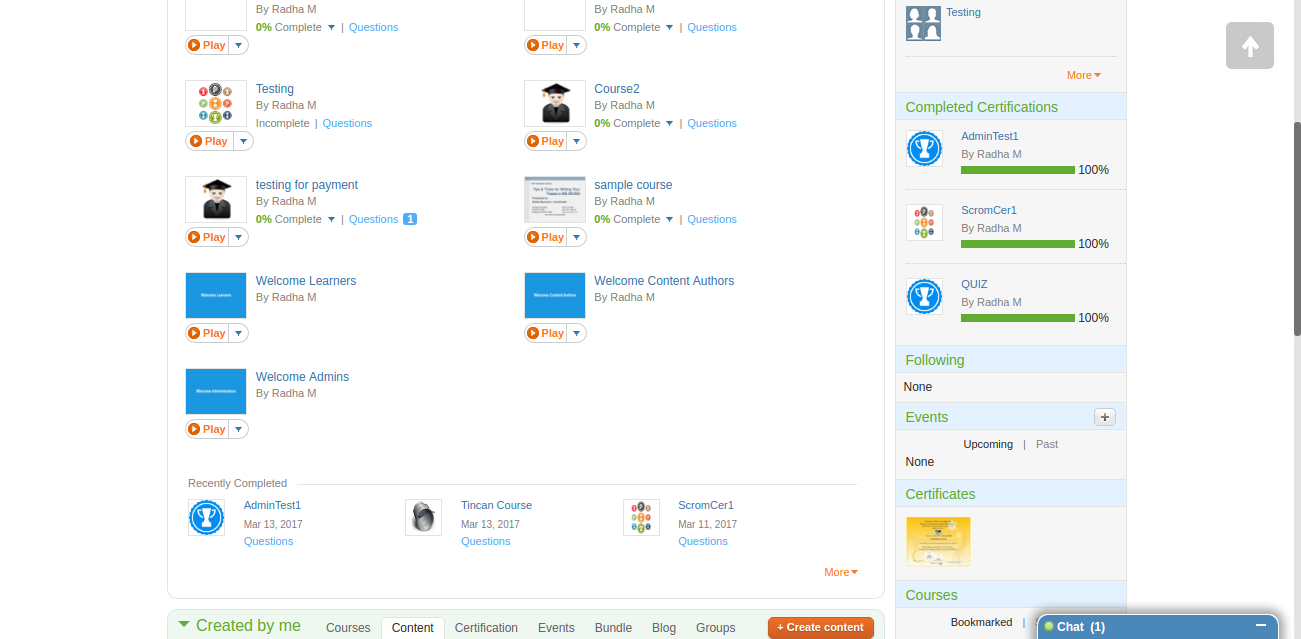 By Radha M
0% Complete | Questions
Play
By Radha M
0% Complete | Questions
Play
Testing
By Radha M
Incomplete | Questions
Play
Course2
By Radha M
0% Complete | Questions
Play
testing for payment
By Radha M
0% Complete | Questions 1
Play
sample course
By Radha M
0% Complete | Questions
Play
Welcome Learners
Welcome Learners
By Radha M
Play
Welcome Content Authors
Welcome Content Authors
By Radha M
Play
Welcome Admins
By Radha M
Play
Recently Completed
AdminTest1
Mar 13, 2017
Questions
Tincan Course
Mar 13, 2017
Questions
ScromCer1
Mar 11, 2017
Questions
More
Created by me
Courses
Content
Certification
Events
Bundle
Blog
Groups
+ Create content
Testing
More
Completed Certifications
AdminTest1
By Radha M
100%
ScromCer1
By Radha M
100%
QUIZ
By Radha M
100%
Following
None
Events
+
Upcoming | Past
None
Certificates
Courses
Bookmarked |
Chat (1)